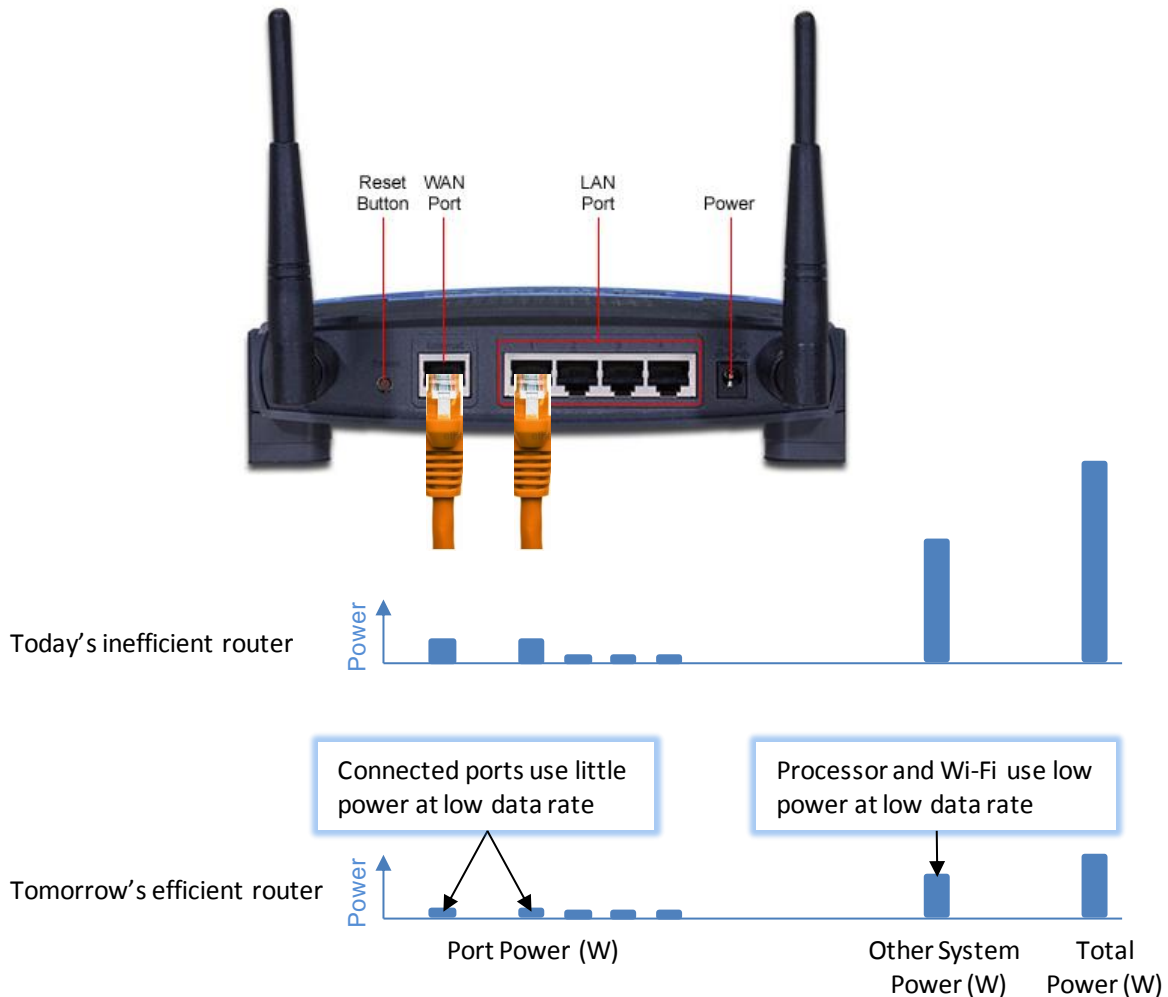 Reset
Button
WAN
Port
LAN
Port
Power
Power
Today's inefficient router
Connected ports use little
power at low data rate
Processor and Wi-Fi use low
power at low data rate
Power
Tomorrow's efficient router
Port Power (W)
Other System
Power (W)
Total
Power (W)